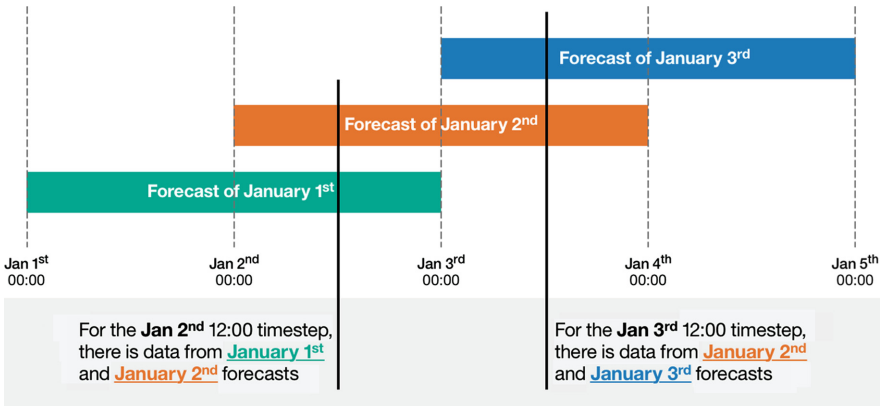 Forecast of January 3rd
Forecast of January 2nd
Forecast of January 1st
Jan 1st
00:00
Jan 2nd
00:00
Jan 3rd
00:00
Jan 4th
00:00
Jan 5th
00:00
For the Jan 2nd 12:00 timestep,
there is data from January 1st
and January 2nd forecasts
For the Jan 3rd 12:00 timestep,
there is data from January 2nd
and January 3rd forecasts